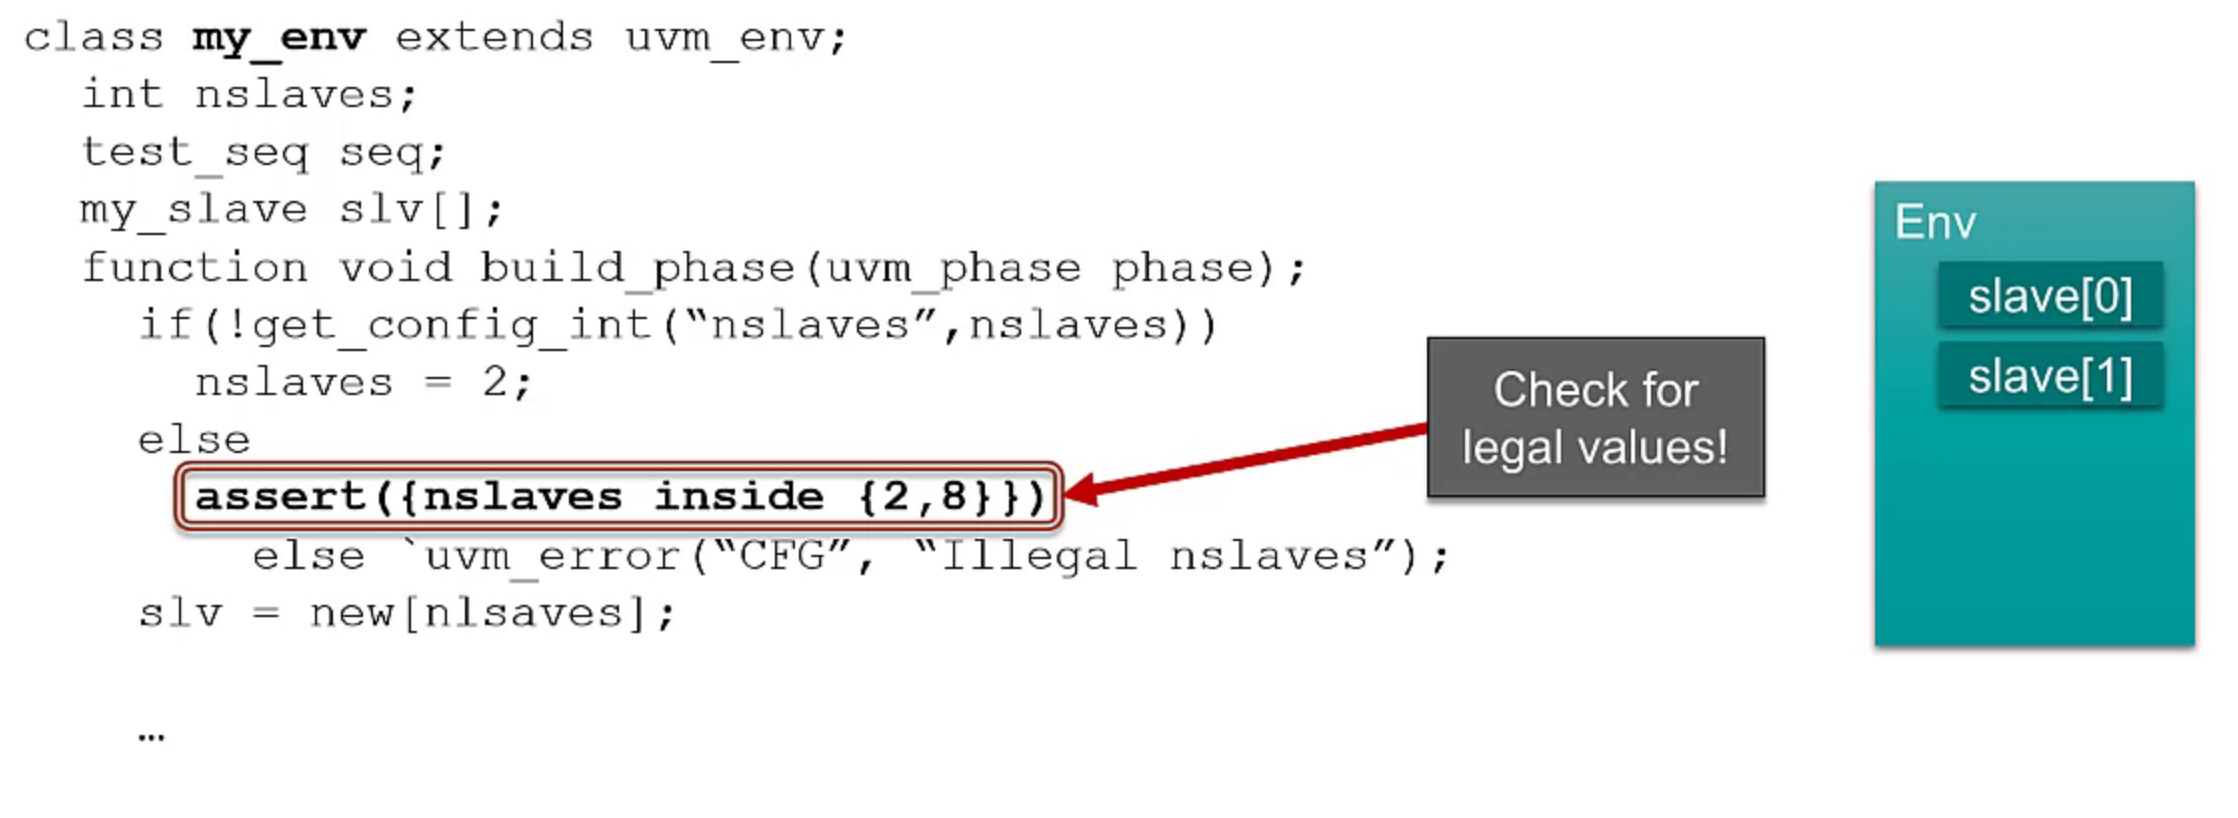 class my_env extends uvm_env;
int nslaves;
test_seq seq;
my_slave slv[];
function void build_phase(uvm_phase phase);
if(!get_config_int(“nslaves”,nslaves))
nslaves = 2;
else
assert({nslaves inside {2,8}})
else `uvm_error(“CFG”, “Illegal nslaves”);
slv = new[nlsaves];
…
Check for
legal values!
Env
slave[0]
slave[1]